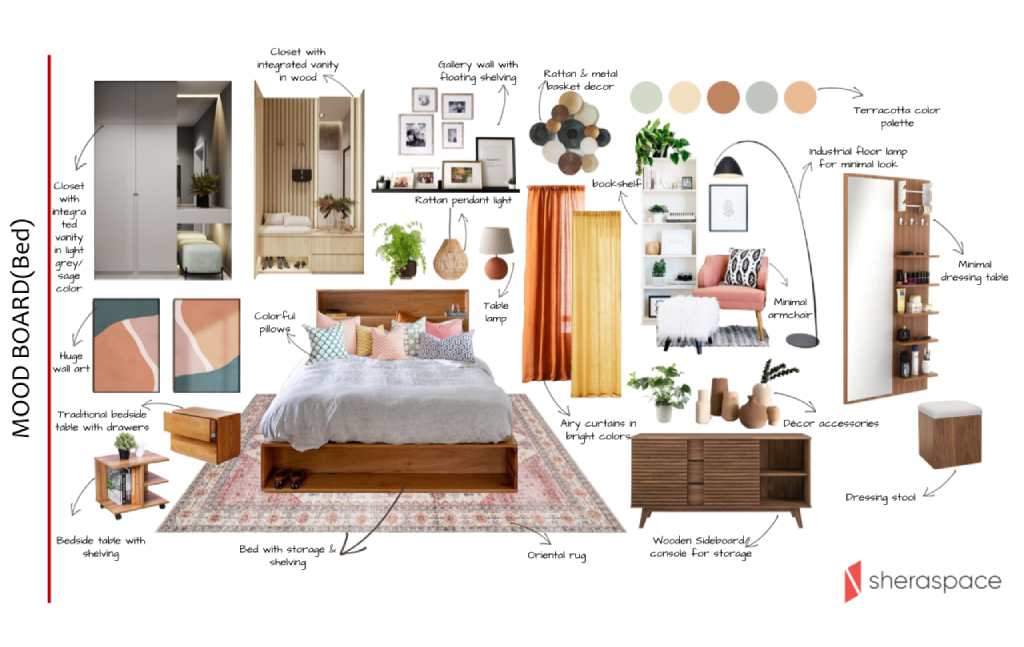 MOOD BOARD(Bed)
Closet with
integrated vanity
in wood
Gallery wall with
floating shelving
Rattan & metal
basket decor
Terracotta color
palette
Industrial floor lamp
for minimal look
bookshelf
Closet
with
integra
ted
vanity
in light
grey/
sage
color
Rattan pendant light
Minimal
dressing table
Table
lamp
Minimal
armchair
Colorful
pillows
Huge
wall art
Traditional bedside
table with drawers
Airy curtains in
bright colors
Décor accessories
Dressing stool
Bedside table with
shelving
Bed with storage &
shelving
Oriental rug
Wooden Sideboard/
console for storage
sheraspace